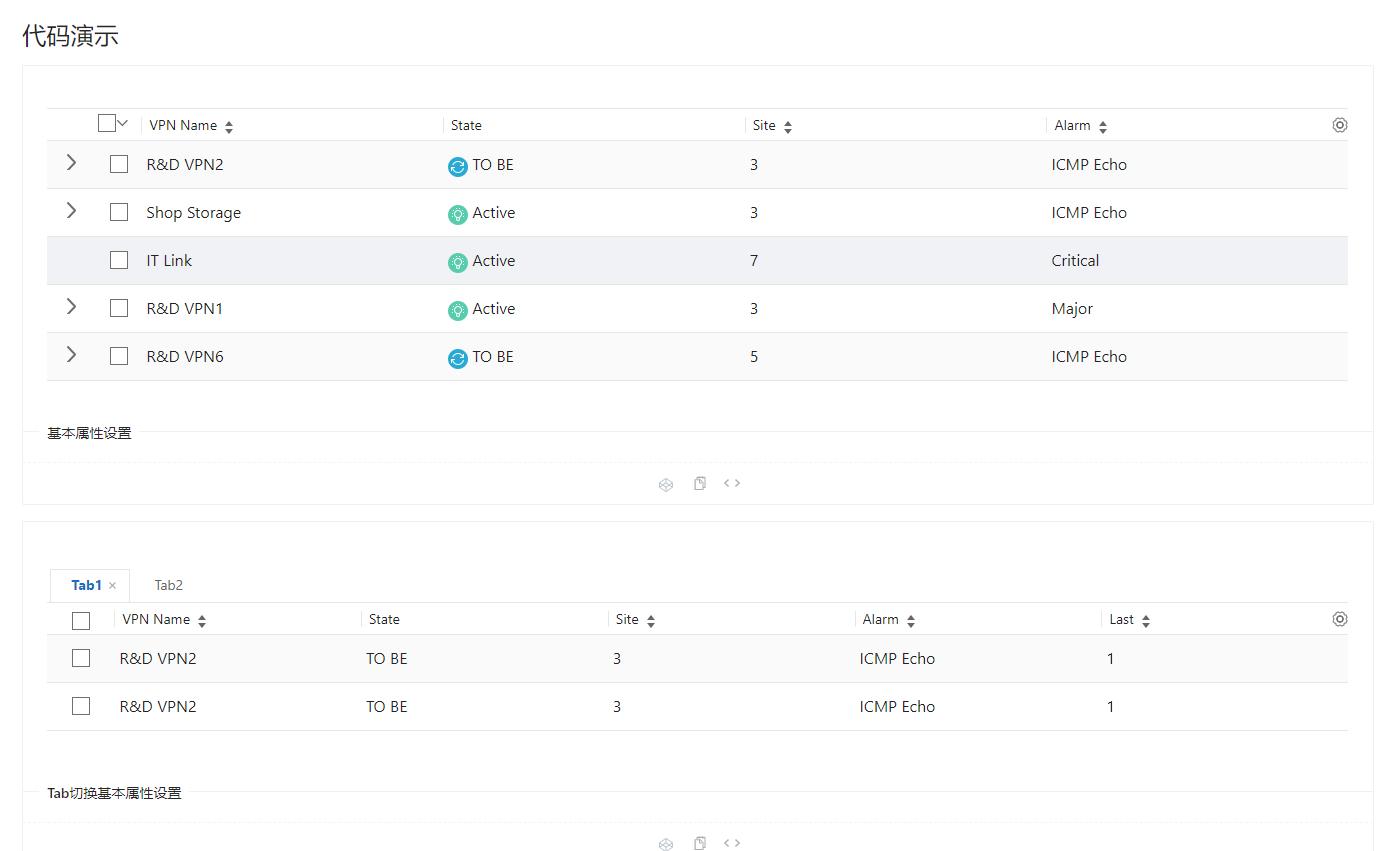 代码演示
VPN Name State Site Alarm
R&D VPN2 TO BE 3 ICMP Echo
Shop Storage Active 3 ICMP Echo
IT Link Active 7 Critical
R&D VPN1 Active 3 Major
R&D VPN6 TO BE 5 ICMP Echo
基本属性设置
Tab1 × Tab2
VPN Name State Site Alarm Last
R&D VPN2 TO BE 3 ICMP Echo 1
R&D VPN2 TO BE 3 ICMP Echo 1
Tab切换基本属性设置